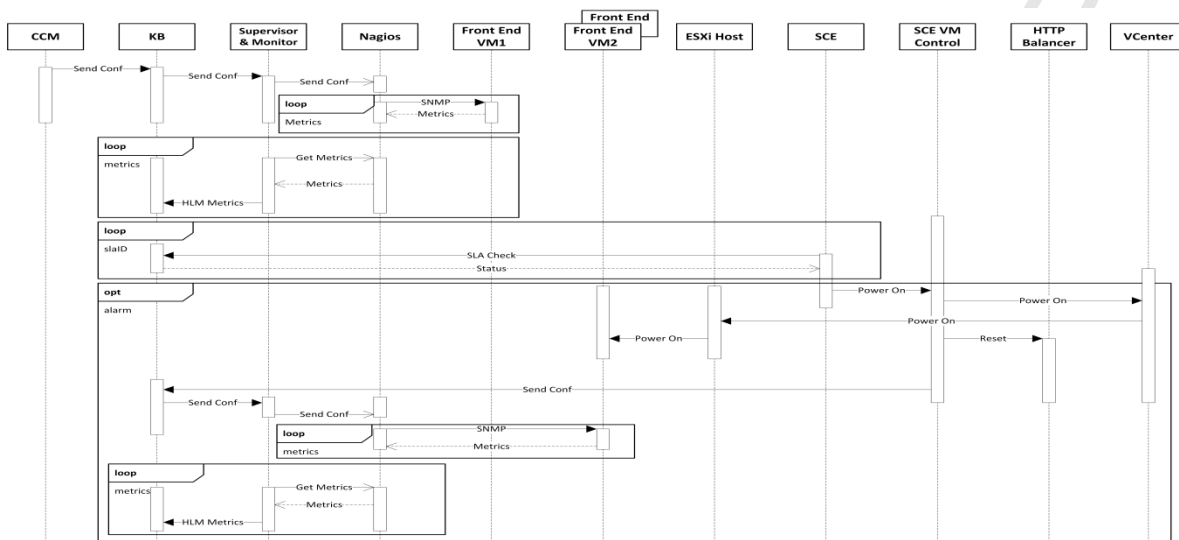 Front End
CCM
KB
Supervisor
& Monitor
Nagios
Front End
VM1
Front End
VM2
ESXi Host
SCE
SCE VM
Control
HTTP
Balancer
VCenter
Send Conf
Send Conf
Send Conf
loop
SNMP
Metrics
Metrics
loop
Get Metrics
metrics
Metrics
HLM Metrics
loop
slaID
SLA Check
Status
opt
Power On
Power On
alarm
Power On
Power On
Reset
Send Conf
Send Conf
Send Conf
loop
SNMP
Metrics
metrics
loop
Get Metrics
metrics
Metrics
HLM Metrics